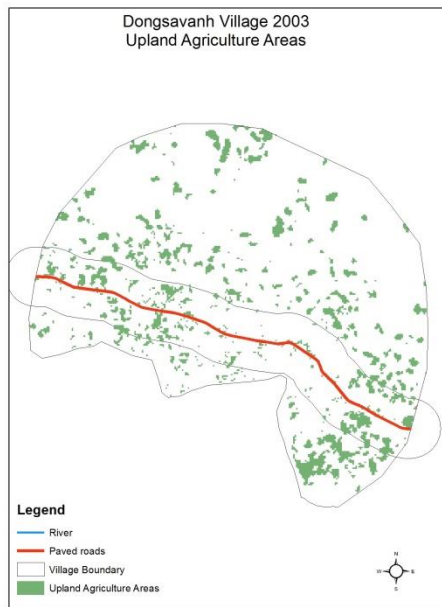 Dongsavanh Village 2003
Upland Agriculture Areas
Legend
River
Paved roads
Village Boundary
Upland Agriculture Areas
N
W E
S